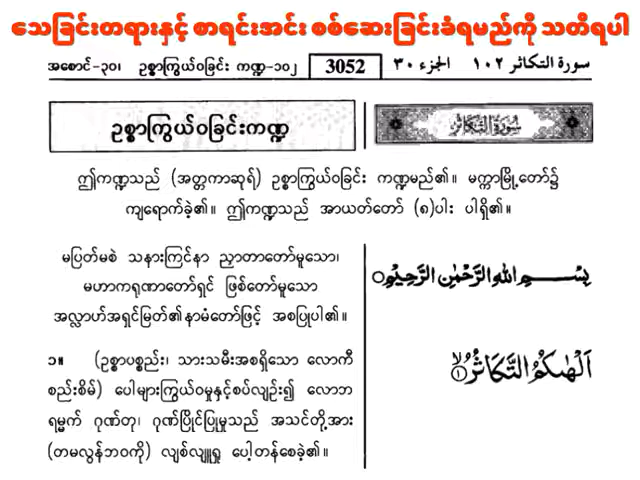 သေခြင်းတရားနှင့် စာရင်းအင်း စစ်ဆေးခြင်းခံရမည်ကို သတိရပါ
အစောင်-၃၀၊ ဥစ္စာကြွယ်ဝခြင်း ကဏ္ဍ-၁၀၂ 3052 الجزء ٣٠ سورة التكاثر ١٠٢
ဥစ္စာကြွယ်ဝခြင်းကဏ္ဍ
سُورَةُ التَّكَاثُرِ
ဤကဏ္ဍသည် (အတ္တကာဆုရ်) ဥစ္စာကြွယ်ဝခြင်း ကဏ္ဍမည်၏။ မက္ကာမြို့တော်၌
ကျရောက်ခဲ့၏။ ဤကဏ္ဍသည် အာယတ်တော် (၈)ပါး ပါရှိ၏။
မပြတ်မစဲ သနားကြင်နာ ညှာတာတော်မူသော၊
မဟာကရုဏာတော်ရှင် ဖြစ်တော်မူသော
အလ္လာဟ်အရှင်မြတ်၏နာမံတော်ဖြင့် အစပြုပါ၏။
بِسْمِ اللهِ الرَّحْمٰنِ الرَّحِيْمِ
၁။ (ဥစ္စာပစ္စည်း၊ သားသမီးအစရှိသော လောကီ
စည်းစိမ်) ပေါများကြွယ်ဝမှုနှင့်စပ်လျဉ်း၍ လောဘ
ရမ္မက် ဂုဏ်တု၊ ဂုဏ်ပြိုင်ပြုမှုသည် အသင်တို့အား
(တမလွန်ဘဝကို) လျစ်လျူရှု ပေါ့တန်စေခဲ့၏။
اَلْهٰىكُمُ التَّكَاثُرُۙ ١